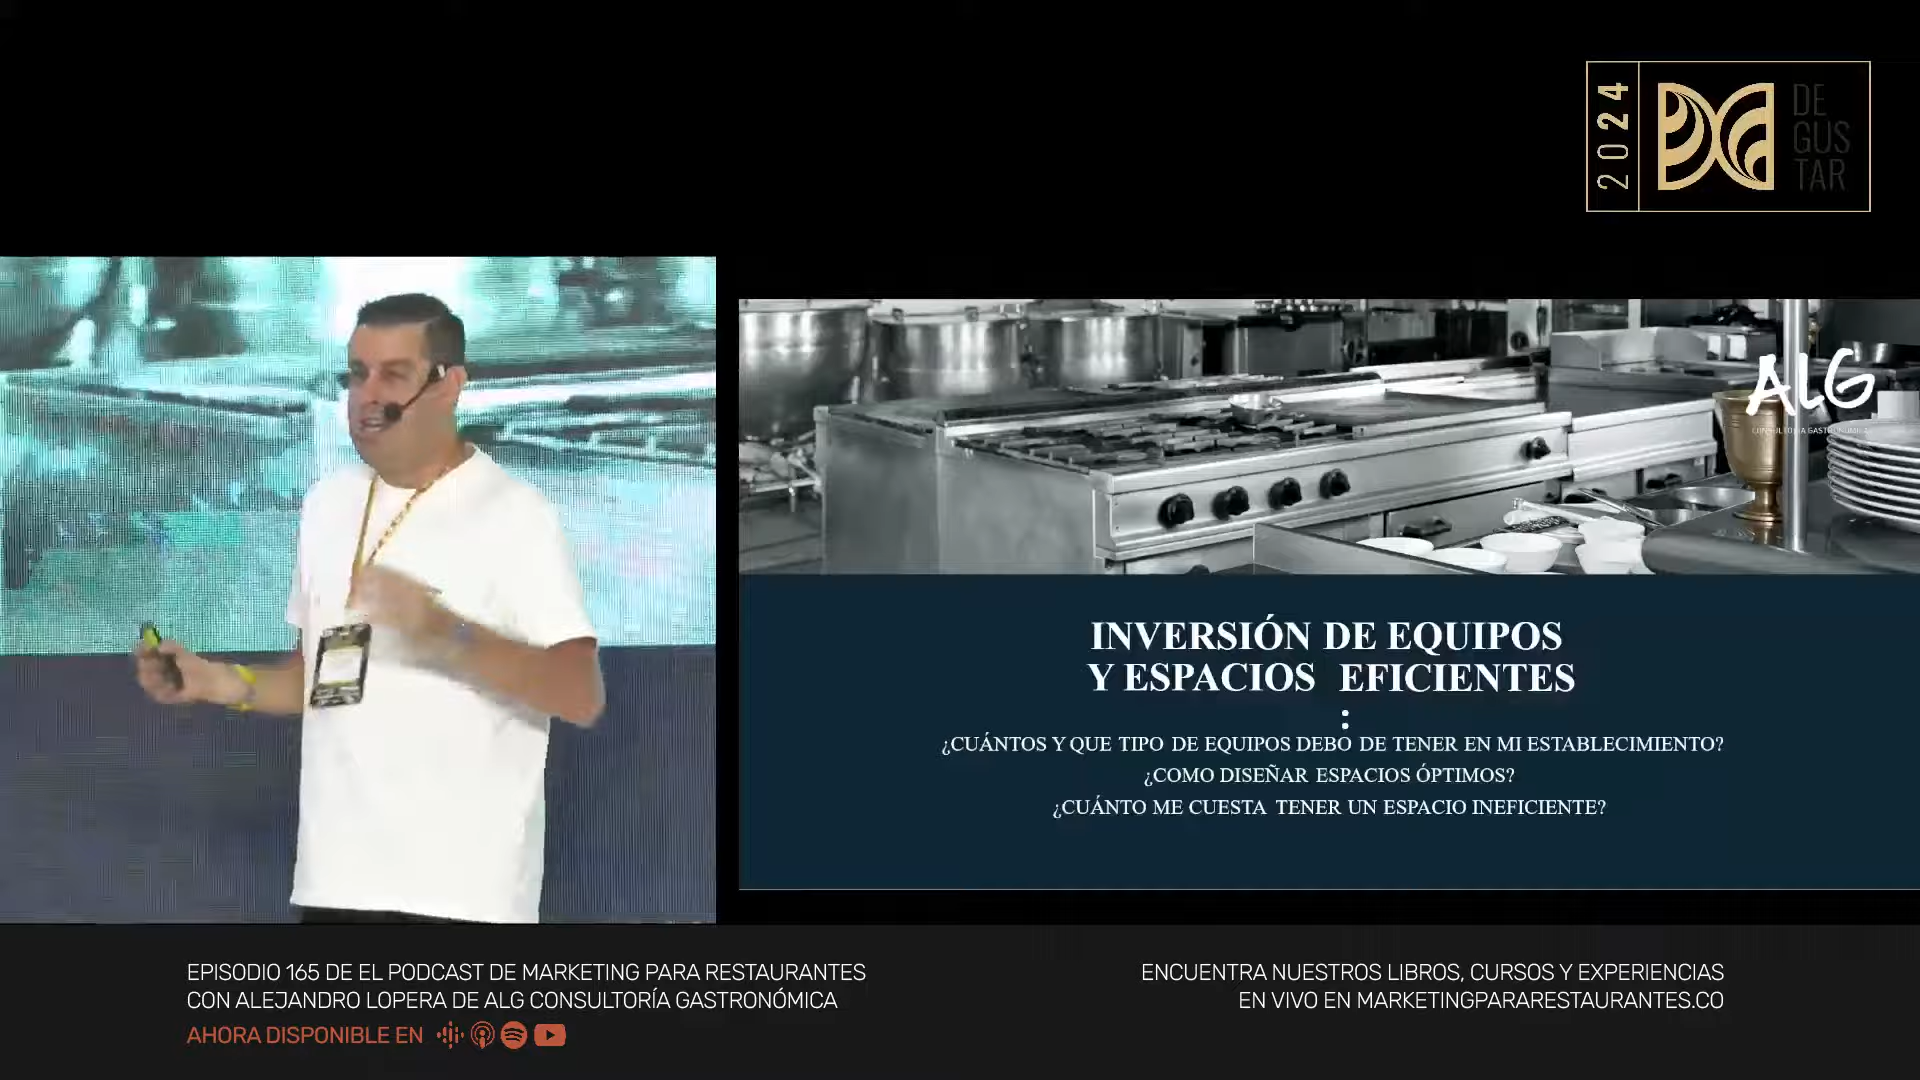 2024
DE
GUS
TAR
ALG
CONSULTORÍA GASTRONÓMICA
INVERSIÓN DE EQUIPOS
Y ESPACIOS EFICIENTES
:
¿CUÁNTOS Y QUE TIPO DE EQUIPOS DEBO DE TENER EN MI ESTABLECIMIENTO?
¿COMO DISEÑAR ESPACIOS ÓPTIMOS?
¿CUÁNTO ME CUESTA TENER UN ESPACIO INEFICIENTE?
EPISODIO 165 DE EL PODCAST DE MARKETING PARA RESTAURANTES
CON ALEJANDRO LOPERA DE ALG CONSULTORÍA GASTRONÓMICA
AHORA DISPONIBLE EN
ENCUENTRA NUESTROS LIBROS, CURSOS Y EXPERIENCIAS
EN VIVO EN MARKETINGPARARESTAURANTES.CO